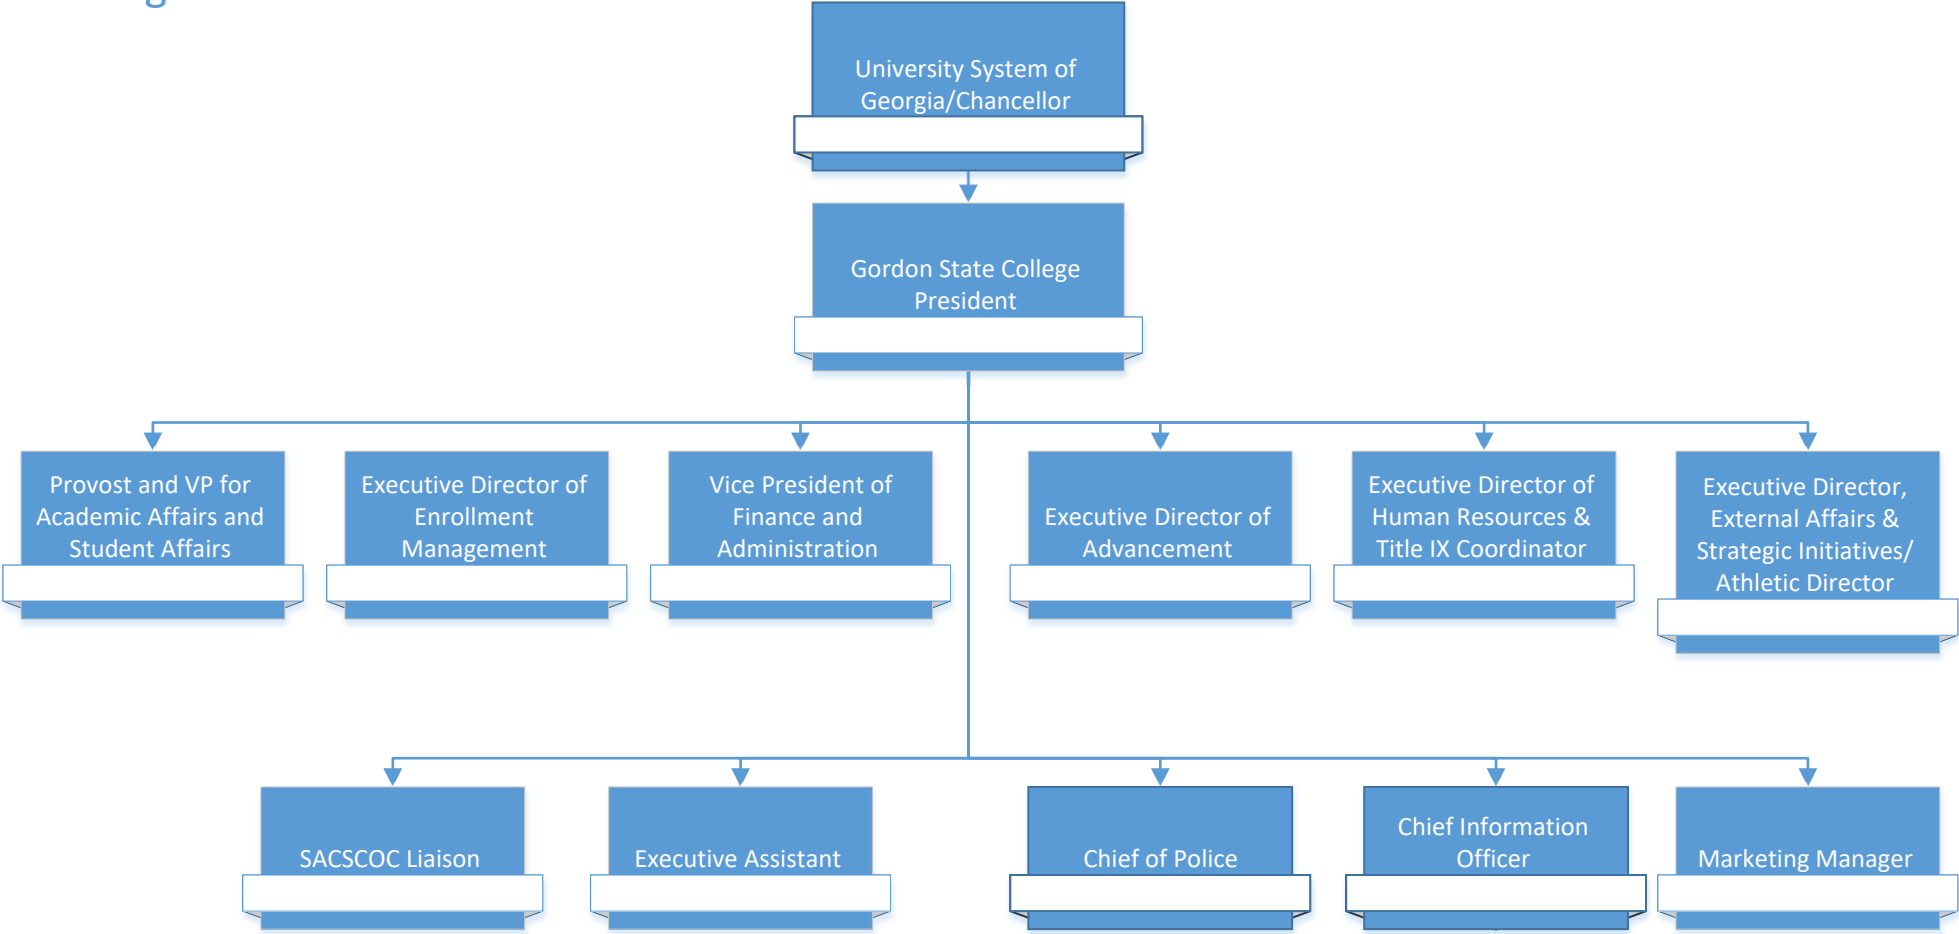 University System of
Georgia/Chancellor
Gordon State College
President
Provost and VP for
Academic Affairs and
Student Affairs
Executive Director of
Enrollment
Management
Vice President of
Finance and
Administration
Executive Director of
Advancement
Executive Director of
Human Resources &
Title IX Coordinator
Executive Director,
External Affairs &
Strategic Initiatives/
Athletic Director
SACSCOC Liaison
Executive Assistant
Chief of Police
Chief Information
Officer
Marketing Manager